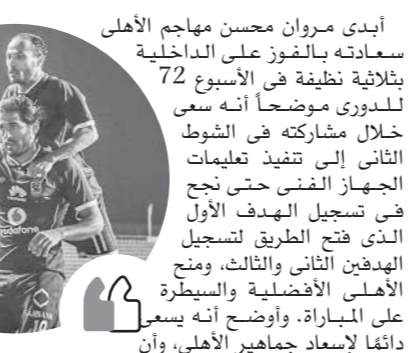 أبدى مروان محسن مهاجم الأهلى
سعادته بالفوز على الداخلية
بثلاثية نظيفة فى الأسبوع 72
للدورى موضحاً أنه سعى
خلال مشاركته فى الشوط
الثانى إلى تنفيذ تعليمات
الجهاز الفنى حتى نجح
فى تسجيل الهدف الأول
الذى فتح الطريق لتسجيل
الهدفين الثانى والثالث، ومنح
الأهلى الأفضلية والسيطرة
على المباراة. وأوضح أنه يسعى
دائمًا لإسعاد جماهير الأهلى، وأن
vodafone